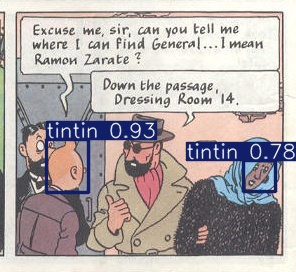 Excuse me, sir, can you tell me
where I can find General...I mean
Ramon Zarate?
Down the passage,
Dressing Room 14.
tintin 0.93
tintin 0.78